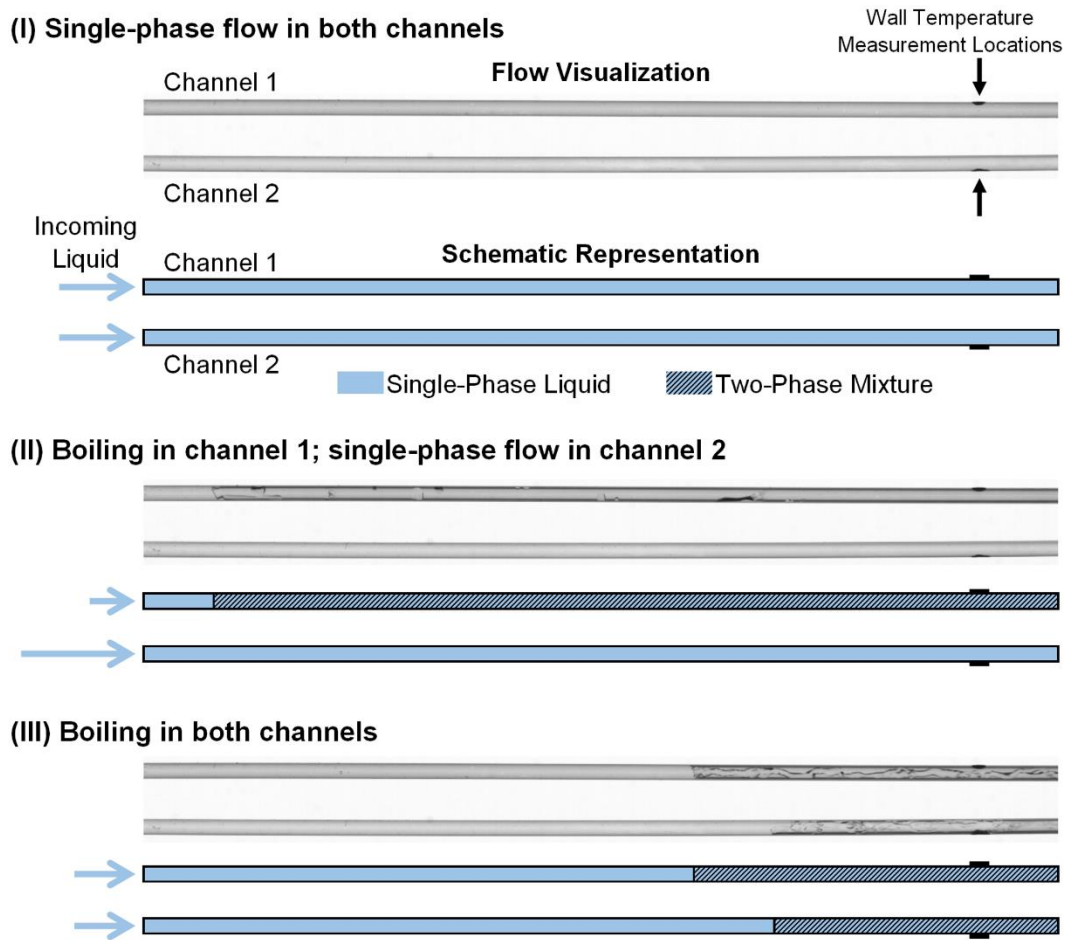 (I) Single-phase flow in both channels
Wall Temperature
Measurement Locations
Flow Visualization
Channel 1
Channel 2
Incoming
Liquid
Schematic Representation
Channel 1
Channel 2
Single-Phase Liquid
Two-Phase Mixture
(II) Boiling in channel 1; single-phase flow in channel 2
(III) Boiling in both channels